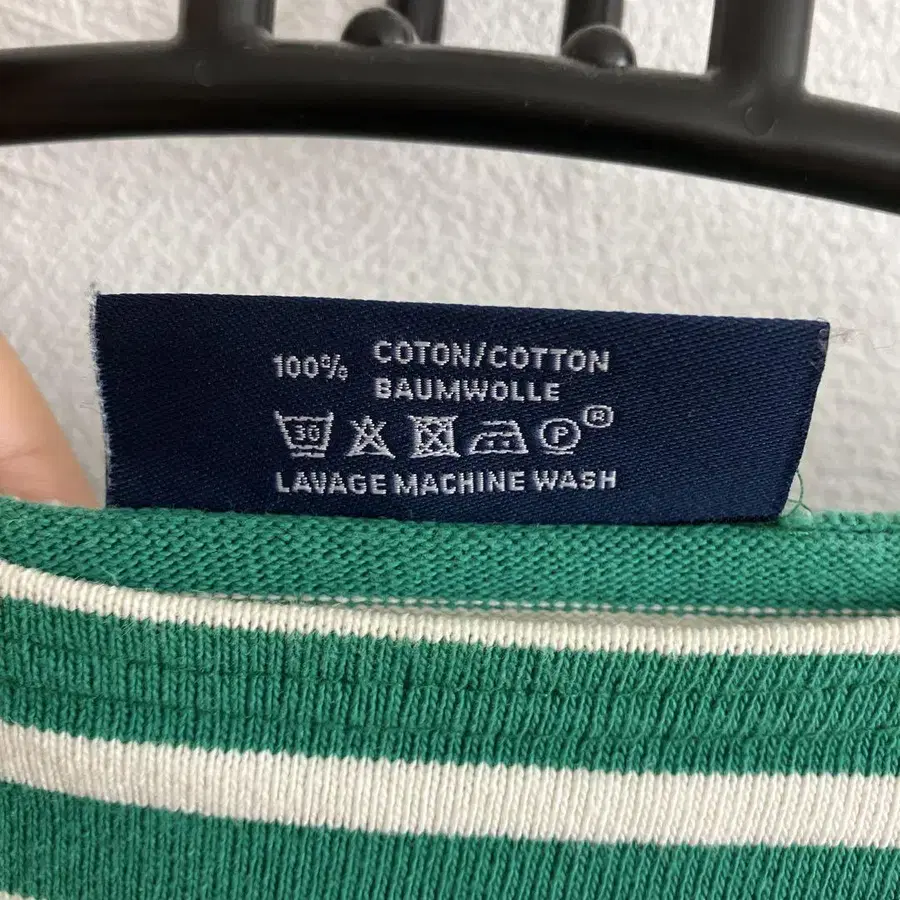 100% COTON/COTTON
BAUMWOLLE
30 P ®
LAVAGE MACHINE WASH